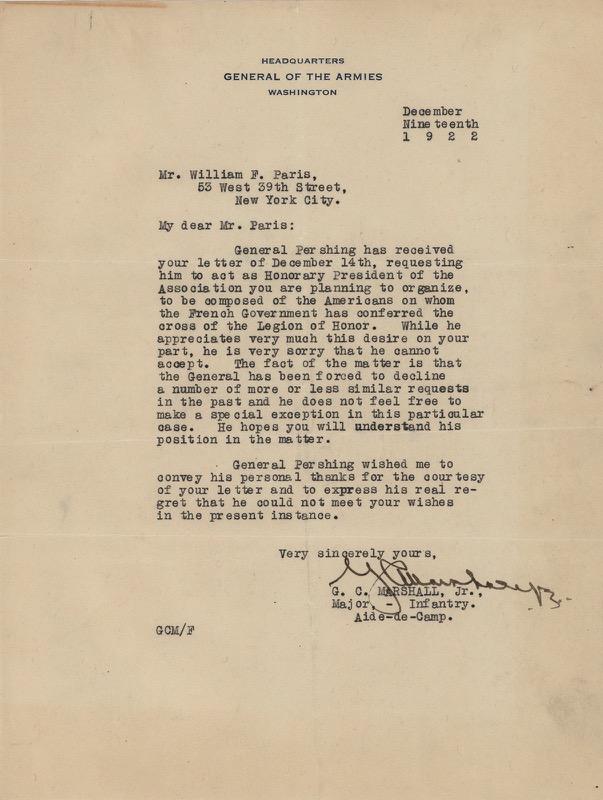 HEADQUARTERS
GENERAL OF THE ARMIES
WASHINGTON
December
Nineteenth
1 9 2 2
Mr. William F. Paris,
53 West 39th Street,
New York City.
My dear Mr. Paris:
General Pershing has received
your letter of December 14th, requesting
him to act as Honorary President of the
Association you are planning to organize,
to be composed of the Americans on whom
the French Government has conferred the
cross of the Legion of Honor. While he
appreciates very much this desire on your
part, he is very sorry that he cannot
accept. The fact of the matter is that
the General has been forced to decline
a number of more or less similar requests
in the past and he does not feel free to
make a special exception in this particular
case. He hopes you will understand his
position in the matter.
General Pershing wished me to
convey his personal thanks for the courtesy
of your letter and to express his real re-
gret that he could not meet your wishes
in the present instance.
Very sincerely yours,
G C Marshall Jr.
G. C. MARSHALL, Jr.,
Major, - Infantry.
Aide-de-Camp.
GCM/F